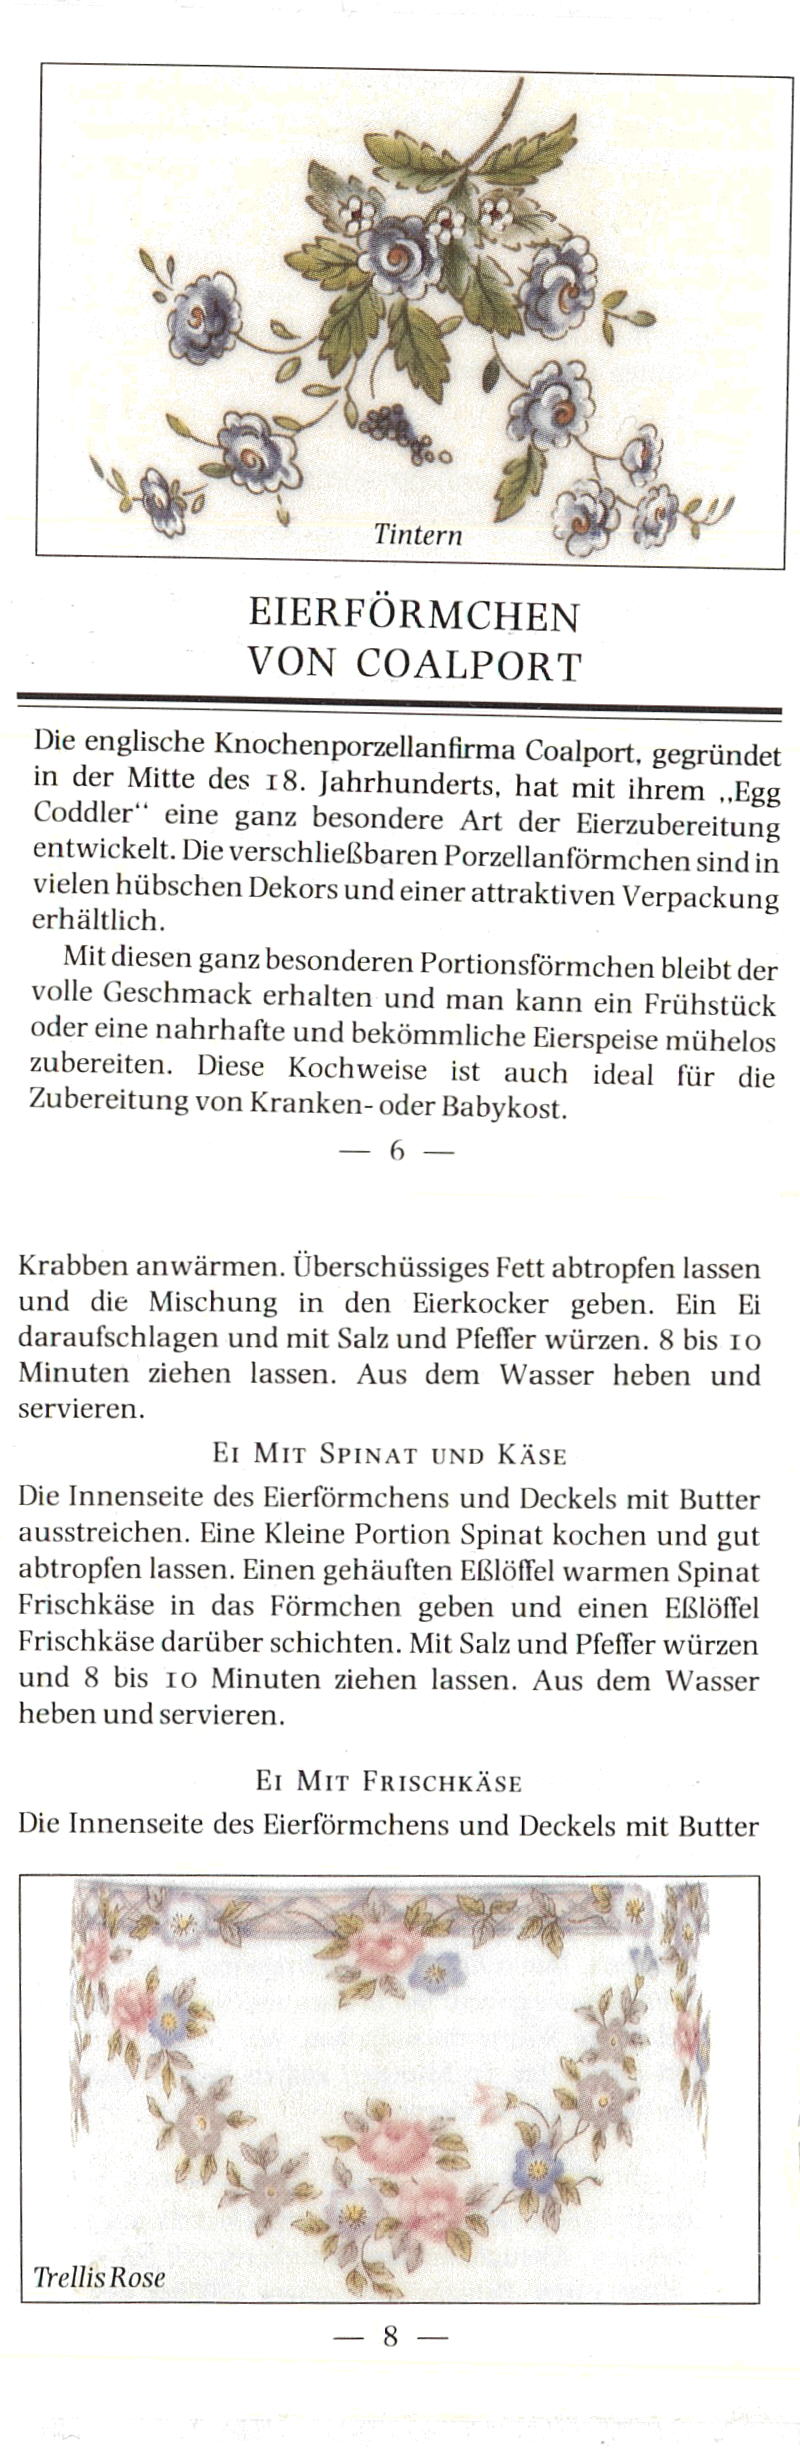 Tintern
EIERFÖRMCHEN
VON COALPORT
Die englische Knochenporzellanfirma Coalport, gegründet
in der Mitte des 18. Jahrhunderts, hat mit ihrem „Egg
Coddler“ eine ganz besondere Art der Eierzubereitung
entwickelt. Die verschließbaren Porzellanförmchen sind in
vielen hübschen Dekors und einer attraktiven Verpackung
erhältlich.
Mit diesen ganz besonderen Portionsförmchen bleibt der
volle Geschmack erhalten und man kann ein Frühstück
oder eine nahrhafte und bekömmliche Eierspeise mühelos
zubereiten. Diese Kochweise ist auch ideal für die
Zubereitung von Kranken- oder Babykost.
— 6 —
Krabben anwärmen. Überschüssiges Fett abtropfen lassen
und die Mischung in den Eierkocker geben. Ein Ei
daraufschlagen und mit Salz und Pfeffer würzen. 8 bis 10
Minuten ziehen lassen. Aus dem Wasser heben und
servieren.
EI MIT SPINAT UND KÄSE
Die Innenseite des Eierförmchens und Deckels mit Butter
ausstreichen. Eine Kleine Portion Spinat kochen und gut
abtropfen lassen. Einen gehäuften Eßlöffel warmen Spinat
Frischkäse in das Förmchen geben und einen Eßlöffel
Frischkäse darüber schichten. Mit Salz und Pfeffer würzen
und 8 bis 10 Minuten ziehen lassen. Aus dem Wasser
heben und servieren.
EI MIT FRISCHKÄSE
Die Innenseite des Eierförmchens und Deckels mit Butter
Trellis Rose
— 8 —